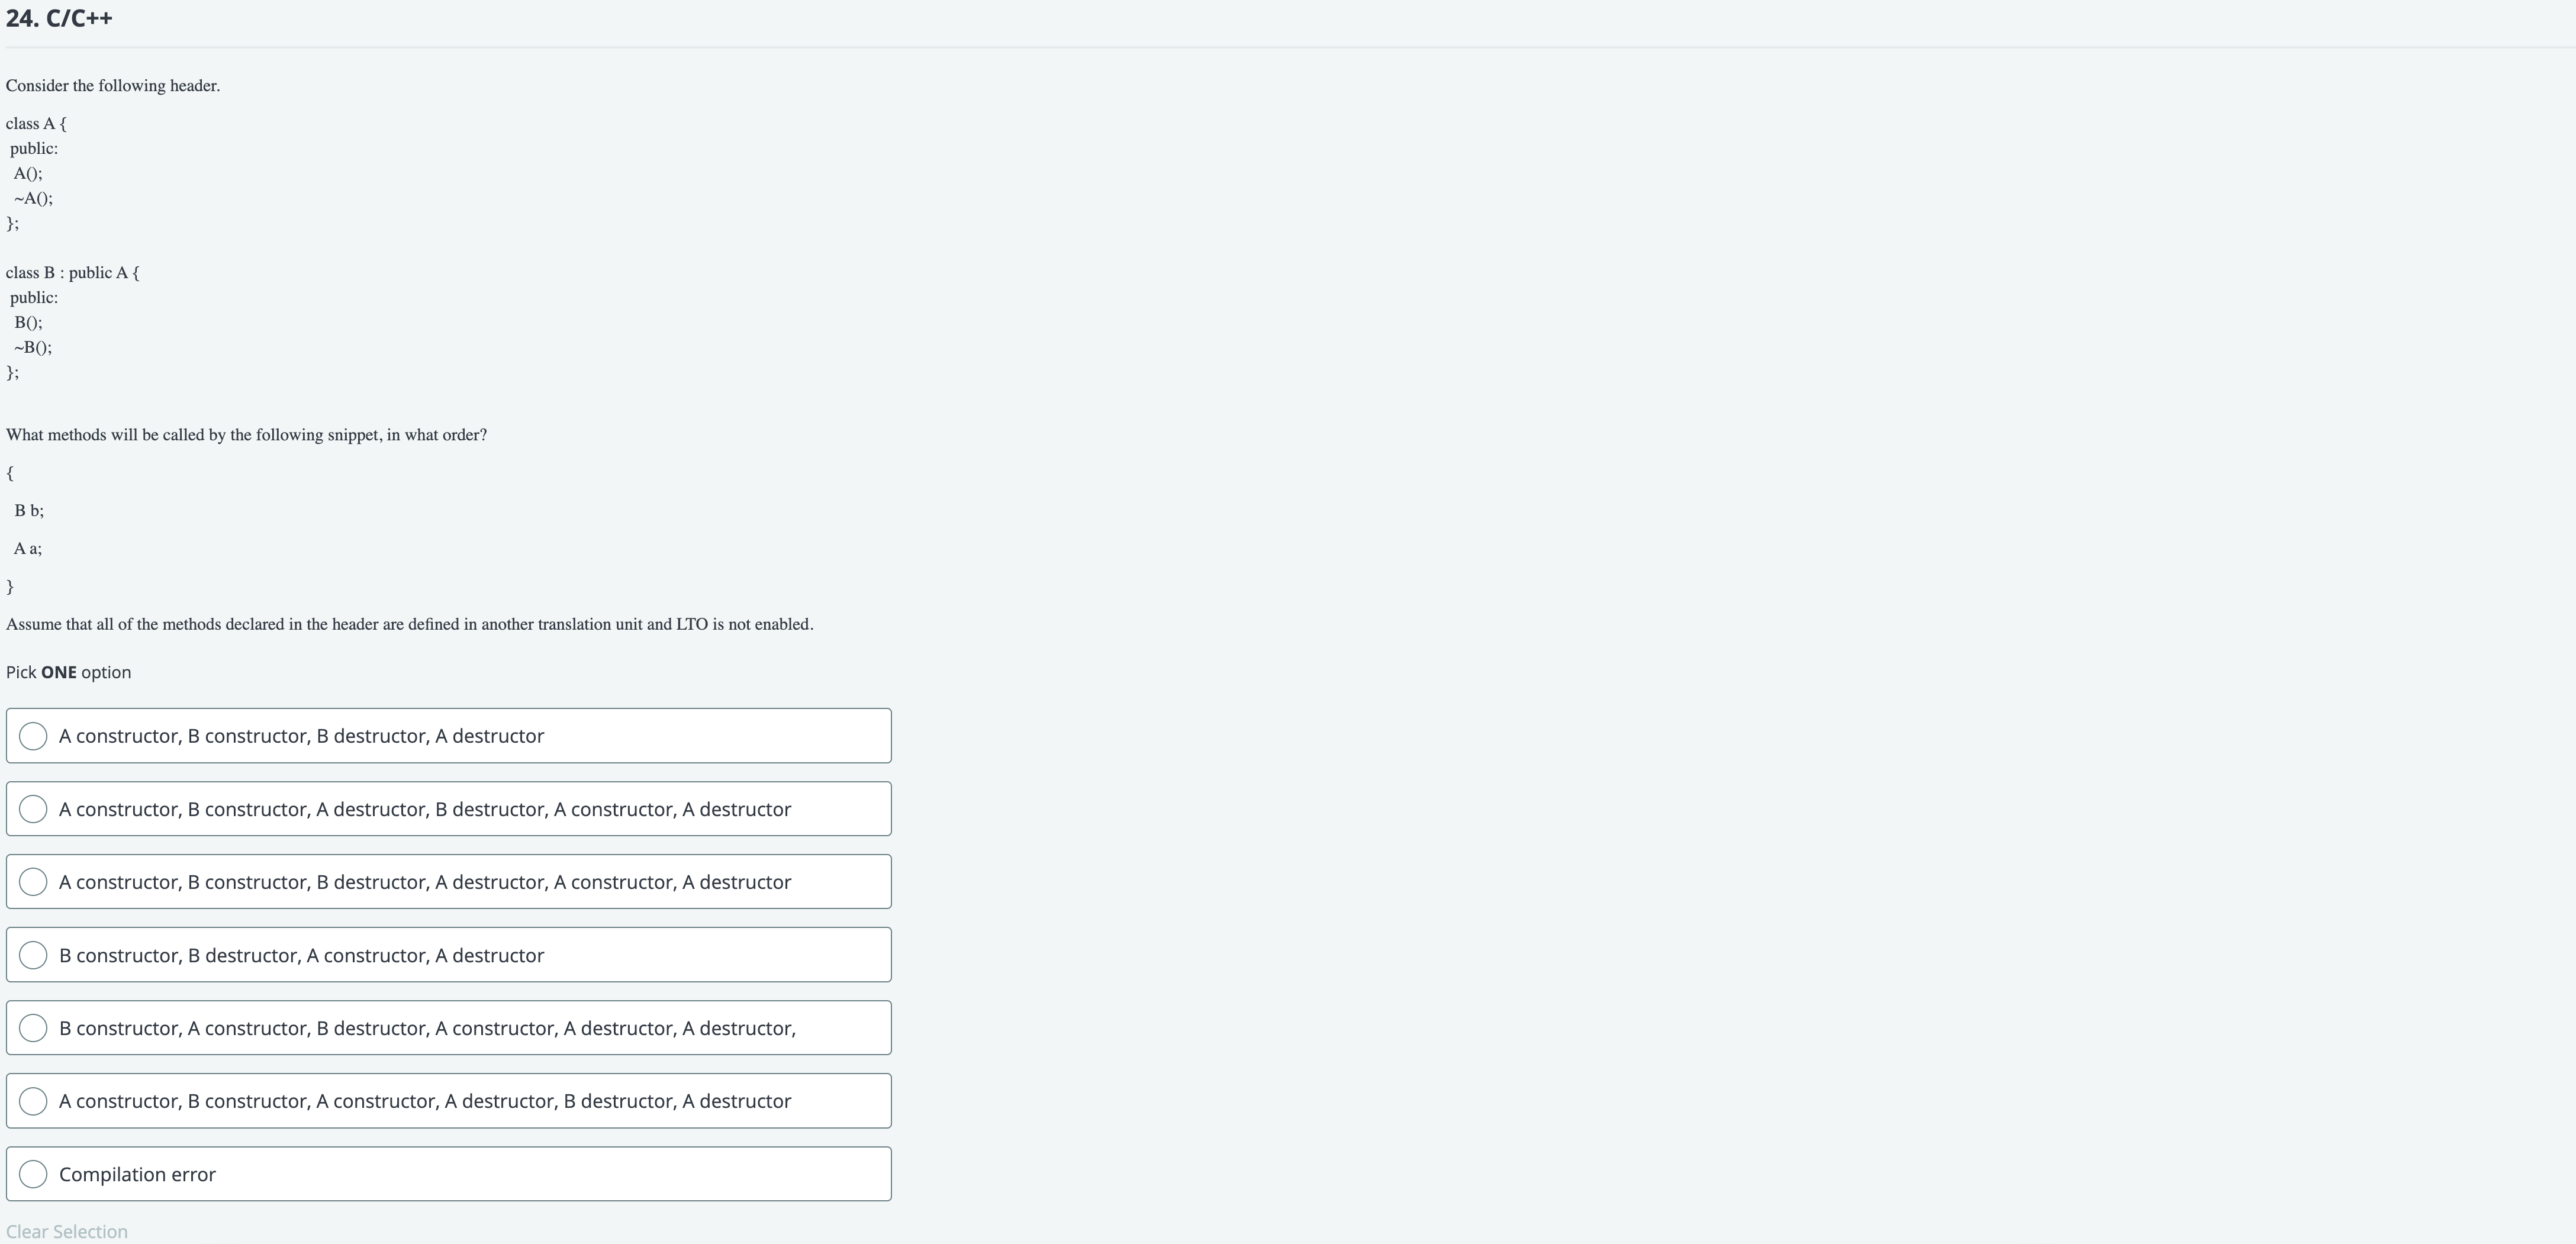 24. C/C++
Consider the following header.
class A {
public:
A();
~A();
};
class B : public A {
public:
B();
~B();
};
What methods will be called by the following snippet, in what order?
{
B b;
A a;
}
Assume that all of the methods declared in the header are defined in another translation unit and LTO is not enabled.
Pick ONE option
A constructor, B constructor, B destructor, A destructor
A constructor, B constructor, A destructor, B destructor, A constructor, A destructor
A constructor, B constructor, B destructor, A destructor, A constructor, A destructor
B constructor, B destructor, A constructor, A destructor
B constructor, A constructor, B destructor, A constructor, A destructor, A destructor,
A constructor, B constructor, A constructor, A destructor, B destructor, A destructor
Compilation error
Clear Selection